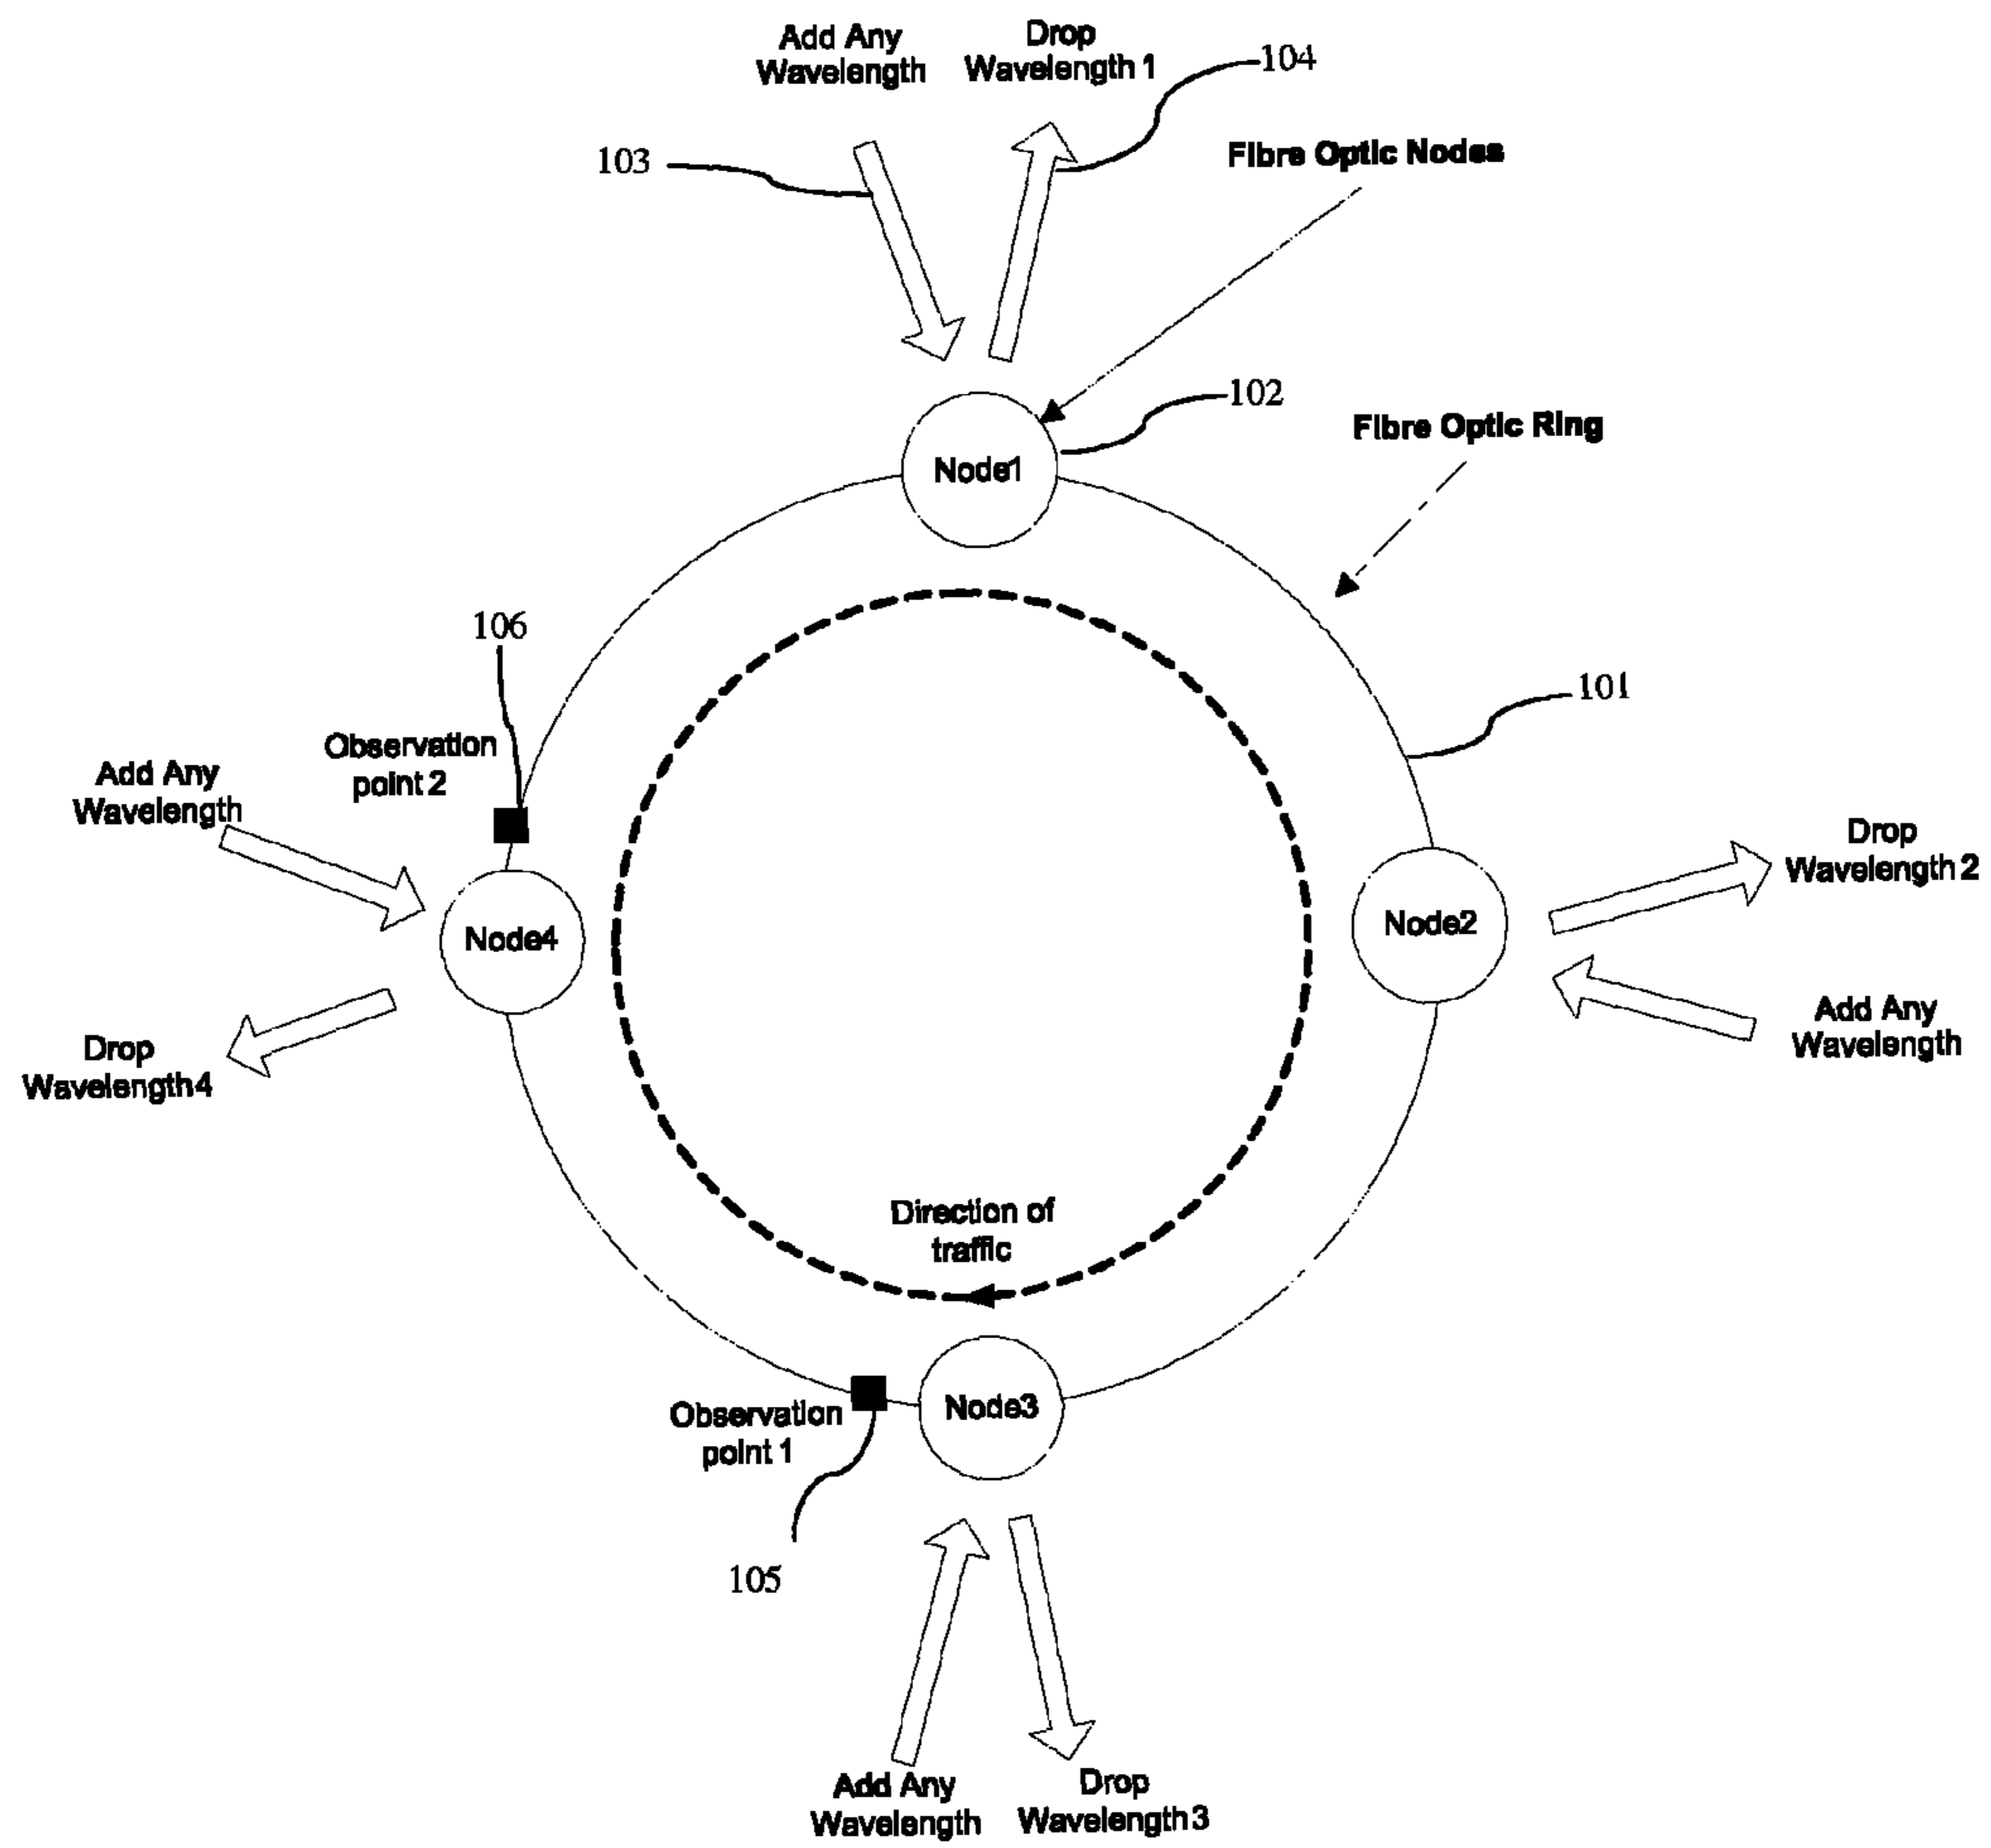 Add Any
Wavelength
Drop
Wavelength 1
104
103
Fibre Optic Nodes
102
Fibre Optic Ring
Node1
106
101
Observation
point 2
Add Any
Wavelength
Drop
Wavelength 2
Node4
Node2
Add Any
Wavelength
Drop
Wavelength 4
Direction of
traffic
Observation
point 1
Node3
105
Add Any
Wavelength
Drop
Wavelength 3